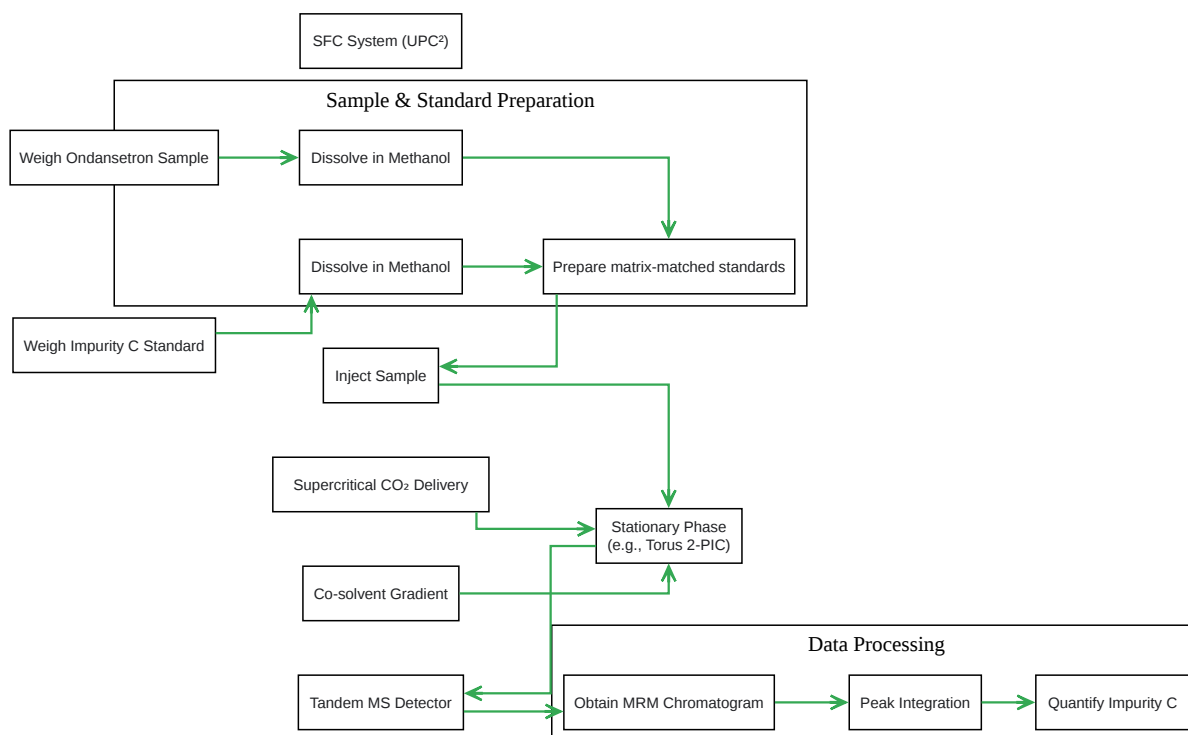 SFC System (UPC²)
Sample & Standard Preparation
Weigh Ondansetron Sample
Dissolve in Methanol
Dissolve in Methanol
Prepare matrix-matched standards
Weigh Impurity C Standard
Inject Sample
Supercritical CO₂ Delivery
Stationary Phase
(e.g., Torus 2-PIC)
Co-solvent Gradient
Data Processing
Tandem MS Detector
Obtain MRM Chromatogram
Peak Integration
Quantify Impurity C